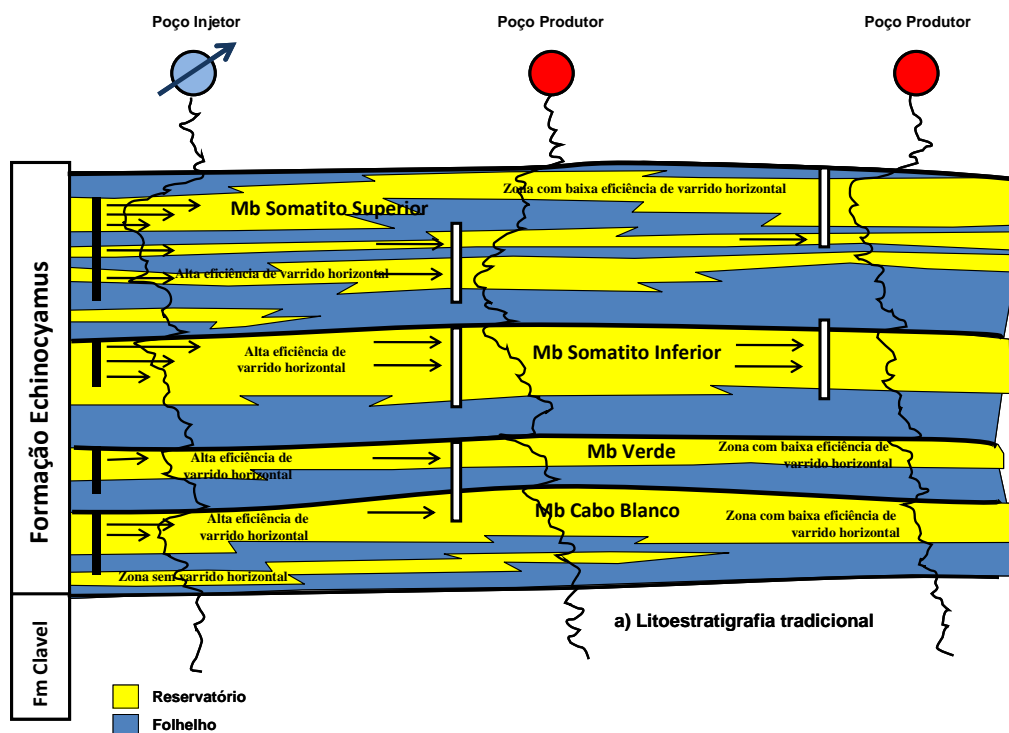 Poço Injetor
Poço Produtor
Poço Produtor
Formação Echinocyamus
Fm Clavel
Zona com baixa eficiência de varrido horizontal
Mb Somatito Superior
Alta eficiência de varrido horizontal
Alta eficiência de
varrido horizontal
Mb Somatito Inferior
Alta eficiência de
varrido horizontal
Mb Verde
Zona com baixa eficiência de
varrido horizontal
Alta eficiência de
varrido horizontal
Mb Cabo Blanco
Zona com baixa eficiência de
varrido horizontal
Zona sem varrido horizontal
a) Litoestratigrafia tradicional
Reservatório
Folhelho